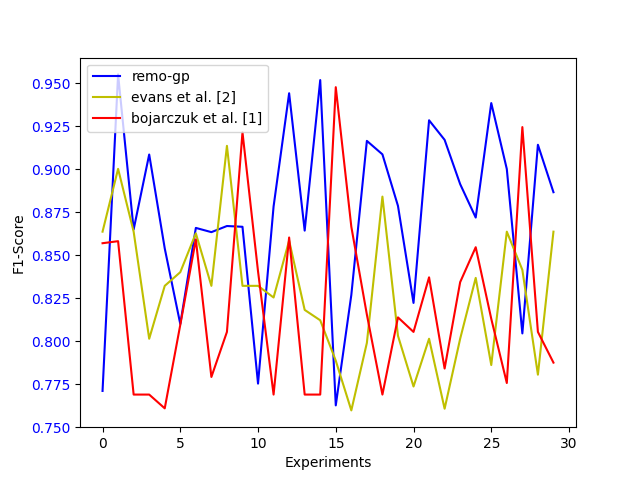 remo-gp
evans et al. [2]
bojarczuk et al. [1]
0.950
0.925
0.900
0.875
0.850
0.825
0.800
0.775
0.750
F1-Score
0 5 10 15 20 25 30
Experiments